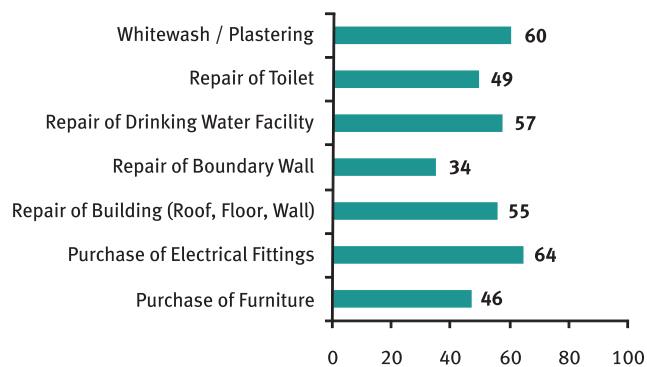 Whitewash / Plastering 60
Repair of Toilet 49
Repair of Drinking Water Facility 57
Repair of Boundary Wall 34
Repair of Building (Roof, Floor, Wall) 55
Purchase of Electrical Fittings 64
Purchase of Furniture 46
0 20 40 60 80 100